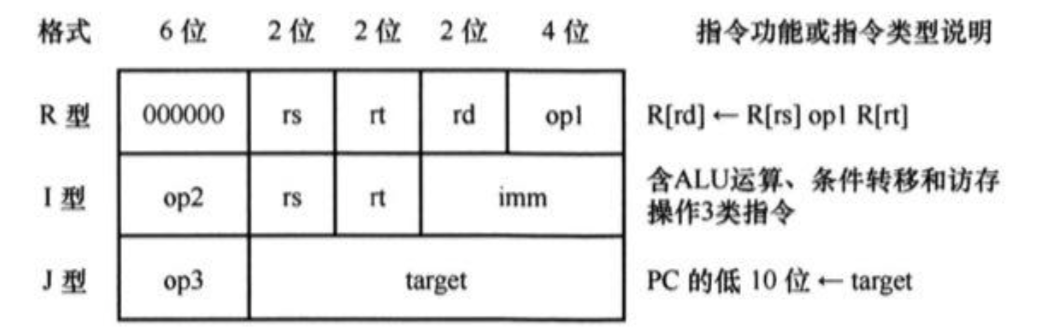 格式 6 位 2 位 2 位 2 位 4 位 指令功能或指令类型说明
R 型 000000 rs rt rd op1 R[rd] ← R[rs] op1 R[rt]
I 型 op2 rs rt imm 含ALU运算、条件转移和访存
操作3类指令
J 型 op3 target PC 的低 10 位 ← target